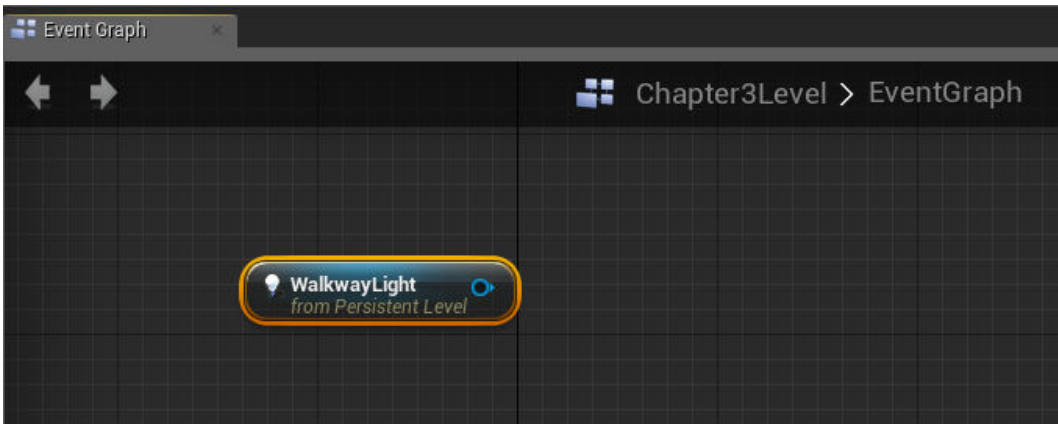 Event Graph
Chapter3Level > EventGraph
WalkwayLight
from Persistent Level